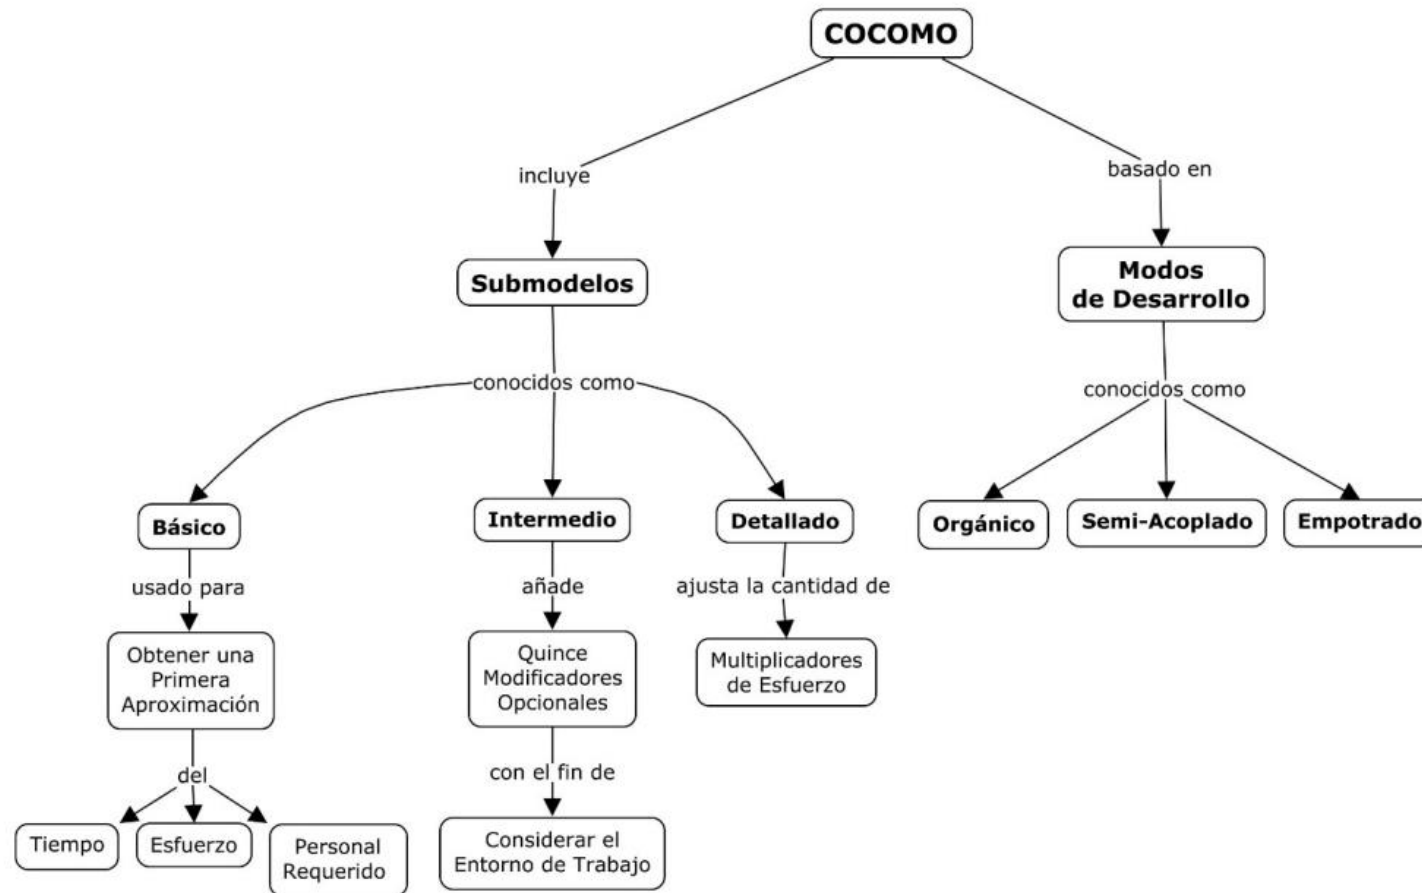 COCOMO
incluye
basado en
Submodelos
Modos
de Desarrollo
conocidos como
conocidos como
Básico
Intermedio
Detallado
Orgánico
Semi-Acoplado
Empotrado
usado para
añade
ajusta la cantidad de
Obtener una
Primera
Aproximación
Quince
Modificadores
Opcionales
Multiplicadores
de Esfuerzo
del
con el fin de
Tiempo
Esfuerzo
Personal
Requerido
Considerar el
Entorno de Trabajo